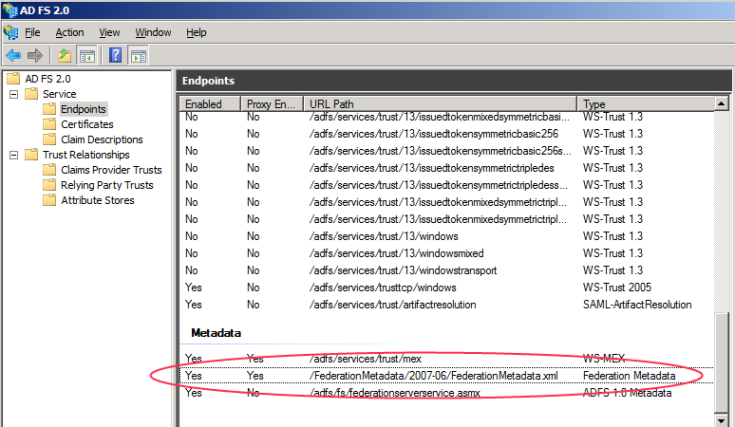 AD FS 2.0
File Action View Window Help
AD FS 2.0
Service
Endpoints
Certificates
Claim Descriptions
Trust Relationships
Claims Provider Trusts
Relying Party Trusts
Attribute Stores
Endpoints
Enabled Proxy En... URL Path Type
No No /adfs/services/trust/13/issuedtokenmixedsymmetricbasi... WS-Trust 1.3
No No /adfs/services/trust/13/issuedtokensymmetricbasic256 WS-Trust 1.3
No No /adfs/services/trust/13/issuedtokensymmetricbasic256s... WS-Trust 1.3
No No /adfs/services/trust/13/issuedtokensymmetrictripledes WS-Trust 1.3
No No /adfs/services/trust/13/issuedtokensymmetrictripledess... WS-Trust 1.3
No No /adfs/services/trust/13/issuedtokenmixedsymmetrictripl... WS-Trust 1.3
No No /adfs/services/trust/13/issuedtokenmixedsymmetrictripl... WS-Trust 1.3
No No /adfs/services/trust/13/windows WS-Trust 1.3
No No /adfs/services/trust/13/windowsmixed WS-Trust 1.3
No No /adfs/services/trust/13/windowstransport WS-Trust 1.3
Yes No /adfs/services/trusttcp/windows WS-Trust 2005
Yes No /adfs/services/trust/artifactresolution SAML-ArtifactResolution
Metadata
Yes Yes /adfs/services/trust/mex WS-MEX
Yes Yes /FederationMetadata/2007-06/FederationMetadata.xml Federation Metadata
Yes No /adfs/fs/federationserverservice.asmx ADFS 1.0 Metadata